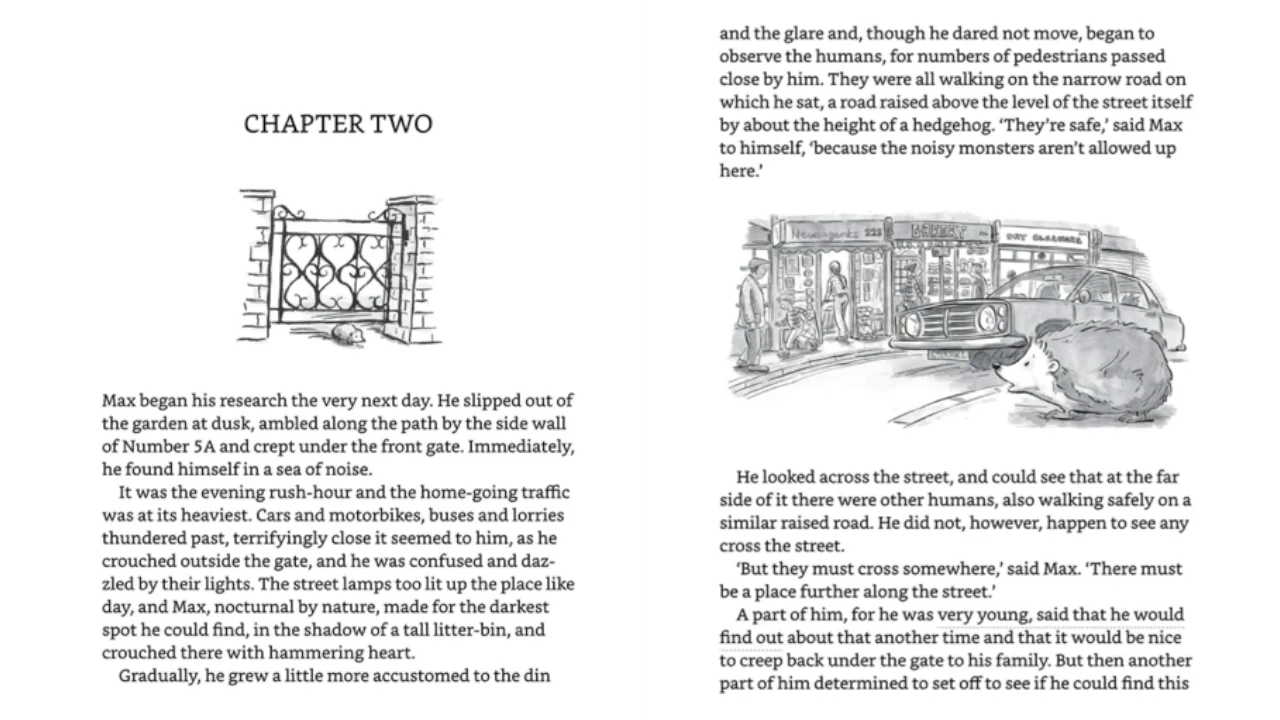 CHAPTER TWO
Max began his research the very next day. He slipped out of
the garden at dusk, ambled along the path by the side wall
of Number 5A and crept under the front gate. Immediately,
he found himself in a sea of noise.
It was the evening rush-hour and the home-going traffic
was at its heaviest. Cars and motorbikes, buses and lorries
thundered past, terrifyingly close it seemed to him, as he
crouched outside the gate, and he was confused and daz-
zled by their lights. The street lamps too lit up the place like
day, and Max, nocturnal by nature, made for the darkest
spot he could find, in the shadow of a tall litter-bin, and
crouched there with hammering heart.
Gradually, he grew a little more accustomed to the din
and the glare and, though he dared not move, began to
observe the humans, for numbers of pedestrians passed
close by him. They were all walking on the narrow road on
which he sat, a road raised above the level of the street itself
by about the height of a hedgehog. ‘They’re safe,’ said Max
to himself, ‘because the noisy monsters aren’t allowed up
here.’
Newsagents 223
BAKERY
DRY CLEANERS
He looked across the street, and could see that at the far
side of it there were other humans, also walking safely on a
similar raised road. He did not, however, happen to see any
cross the street.
‘But they must cross somewhere,’ said Max. ‘There must
be a place further along the street.’
A part of him, for he was very young, said that he would
find out about that another time and that it would be nice
to creep back under the gate to his family. But then another
part of him determined to set off to see if he could find this